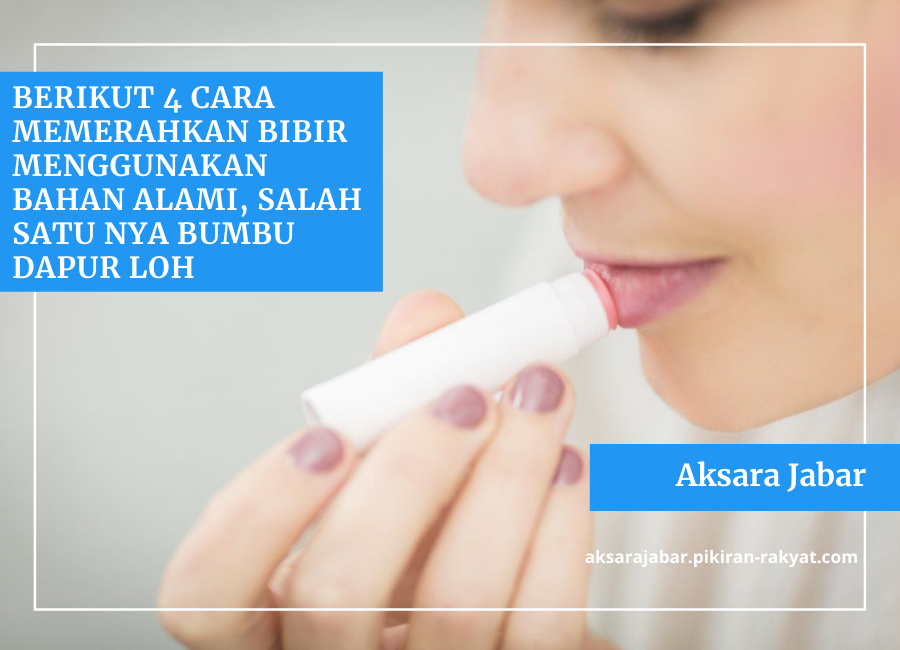 BERIKUT 4 CARA
MEMERAHKAN BIBIR
MENGGUNAKAN
BAHAN ALAMI, SALAH
SATU NYA BUMBU
DAPUR LOH
Aksara Jabar
aksarajabar.pikiran-rakyat.com